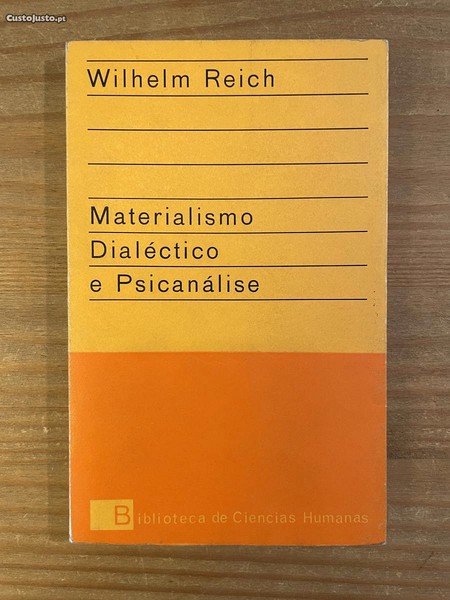 CustoJusto.pt
Wilhelm Reich
Materialismo
Dialéctico
e Psicanálise
Biblioteca de Ciencias Humanas